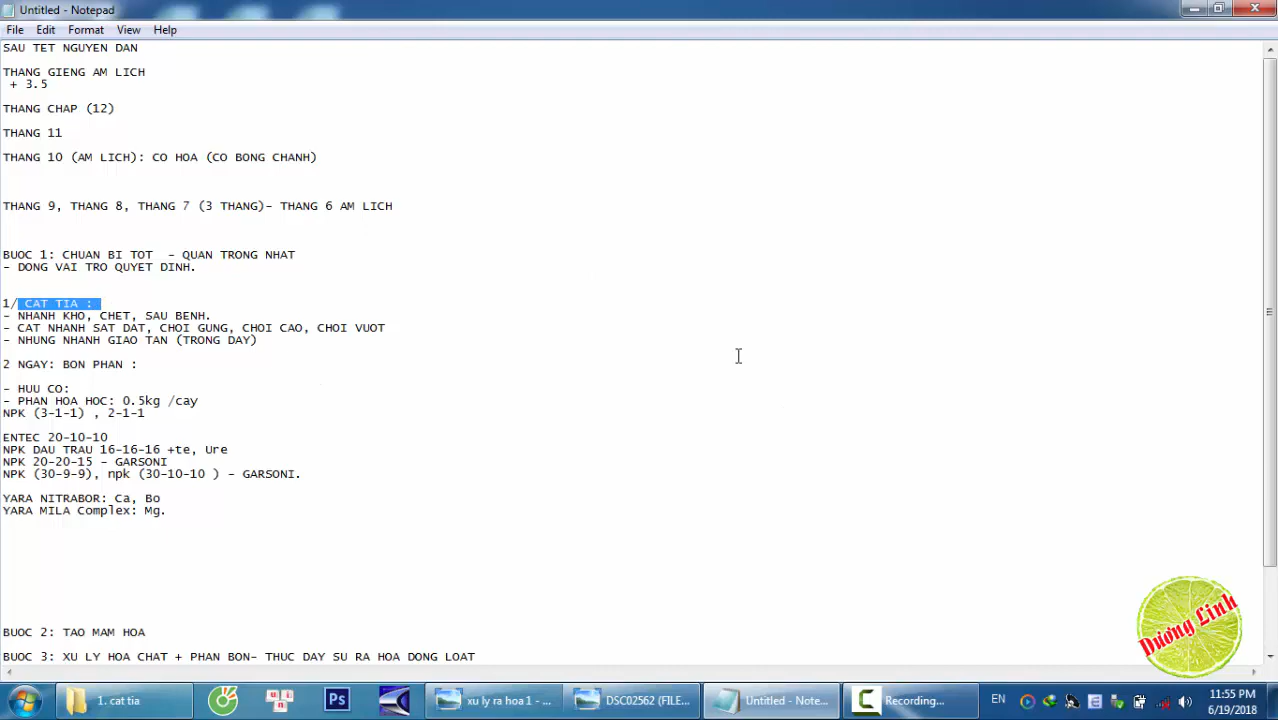 Untitled - Notepad
File Edit Format View Help
SAU TET NGUYEN DAN
THANG GIENG AM LICH
+ 3.5
THANG CHAP (12)
THANG 11
THANG 10 (AM LICH): CO HOA (CO BONG CHANH)
THANG 9, THANG 8, THANG 7 (3 THANG)- THANG 6 AM LICH
BUOC 1: CHUAN BI TOT - QUAN TRONG NHAT
- DONG VAI TRO QUYET DINH.
1/ CAT TIA :
- NHANH KHO, CHET, SAU BENH.
- CAT NHANH SAT DAT, CHOI GUNG, CHOI CAO, CHOI VUOT
- NHUNG NHANH GIAO TAN (TRONG DAY)
2 NGAY: BON PHAN :
- HUU CO:
- PHAN HOA HOC: 0.5kg /cay
NPK (3-1-1) , 2-1-1
ENTEC 20-10-10
NPK DAU TRAU 16-16-16 +te, Ure
NPK 20-20-15 - GARSONI
NPK (30-9-9), npk (30-10-10 ) - GARSONI.
YARA NITRABOR: Ca, Bo
YARA MILA Complex: Mg.
BUOC 2: TAO MAM HOA
BUOC 3: XU LY HOA CHAT + PHAN BON- THUC DAY SU RA HOA DONG LOAT
Dương Linh
1. cat tia
Ps
xu ly ra hoa 1 - ...
DSC02562 (FILE...
Untitled - Note...
Recording...
EN
11:55 PM
6/19/2018